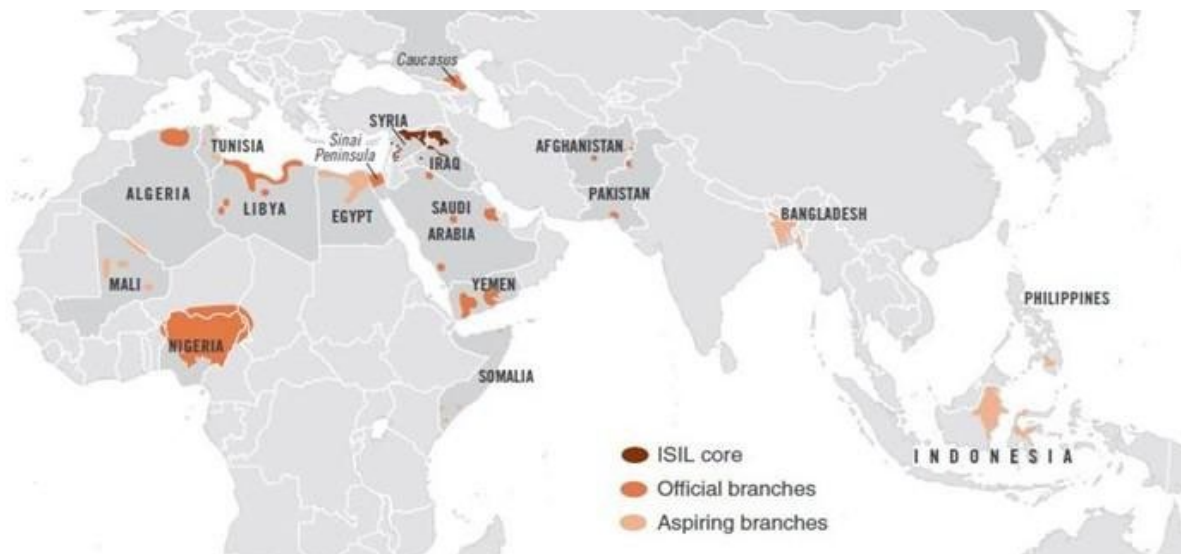 Caucasus
SYRIA
TUNISIA
Sinai
Peninsula
IRAQ
AFGHANISTAN
ALGERIA
LIBYA
EGYPT
SAUDI
ARABIA
PAKISTAN
BANGLADESH
MALI
YEMEN
PHILIPPINES
NIGERIA
SOMALIA
INDONESIA
ISIL core
Official branches
Aspiring branches